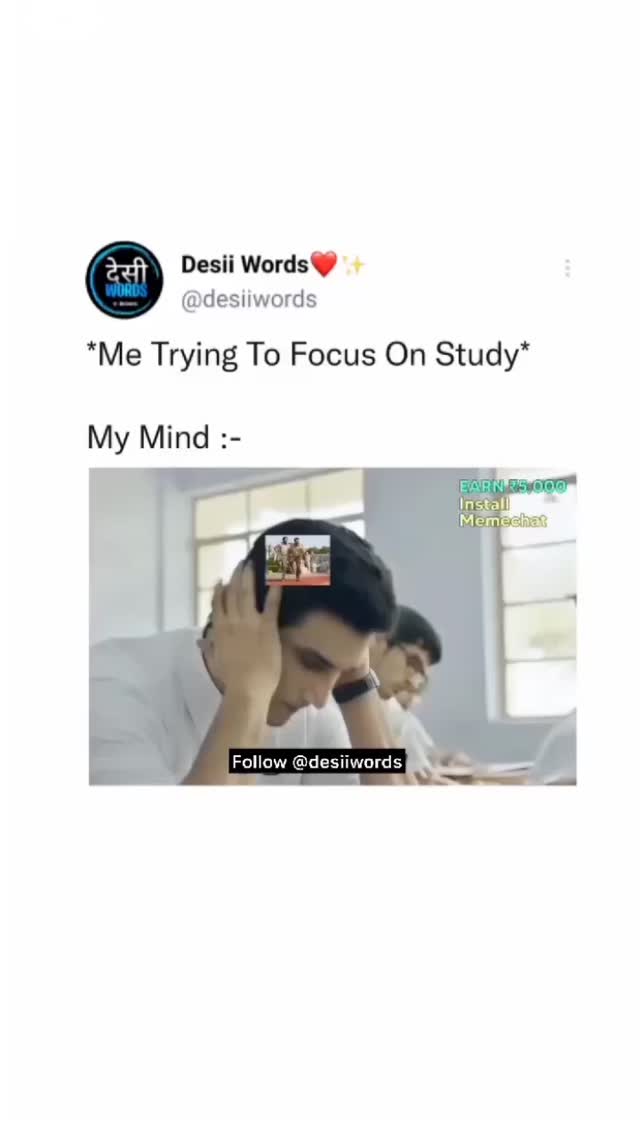 देसी
WORDS
Desii Words❤️✨
@desiiwords
*Me Trying To Focus On Study*
My Mind :-
EARN ₹5,000
Install
Memechat
Follow @desiiwords